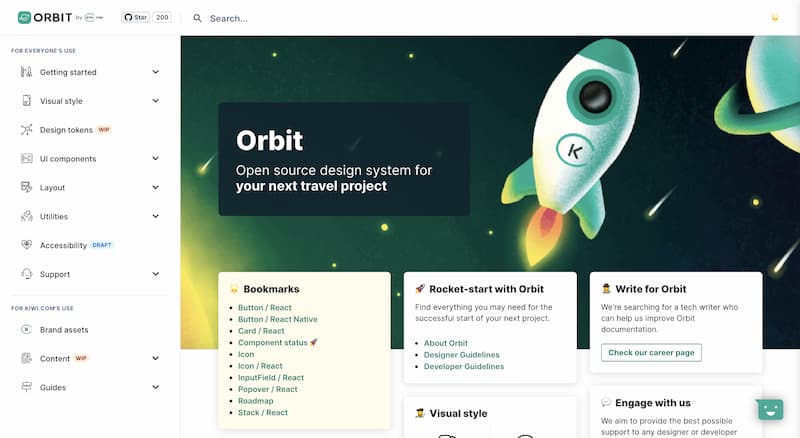 ORBIT by KIWI.COM
Star 200
Search...
FOR EVERYONE'S USE
Getting started
Visual style
Design tokens WIP
UI components
Layout
Utilities
Accessibility DRAFT
Support
FOR KIWI.COM'S USE
Brand assets
Content WIP
Guides
Orbit
Open source design system for
your next travel project
K
Bookmarks
Button / React
Button / React Native
Card / React
Component status 🚀
Icon
Icon / React
InputField / React
Popover / React
Roadmap
Stack / React
🚀 Rocket-start with Orbit
Find everything you may need for the
successful start of your next project.
About Orbit
Designer Guidelines
Developer Guidelines
Visual style
Write for Orbit
We're searching for a tech writer who
can help us improve Orbit
documentation.
Check our career page
Engage with us
We aim to provide the best possible
support to any designer or developer